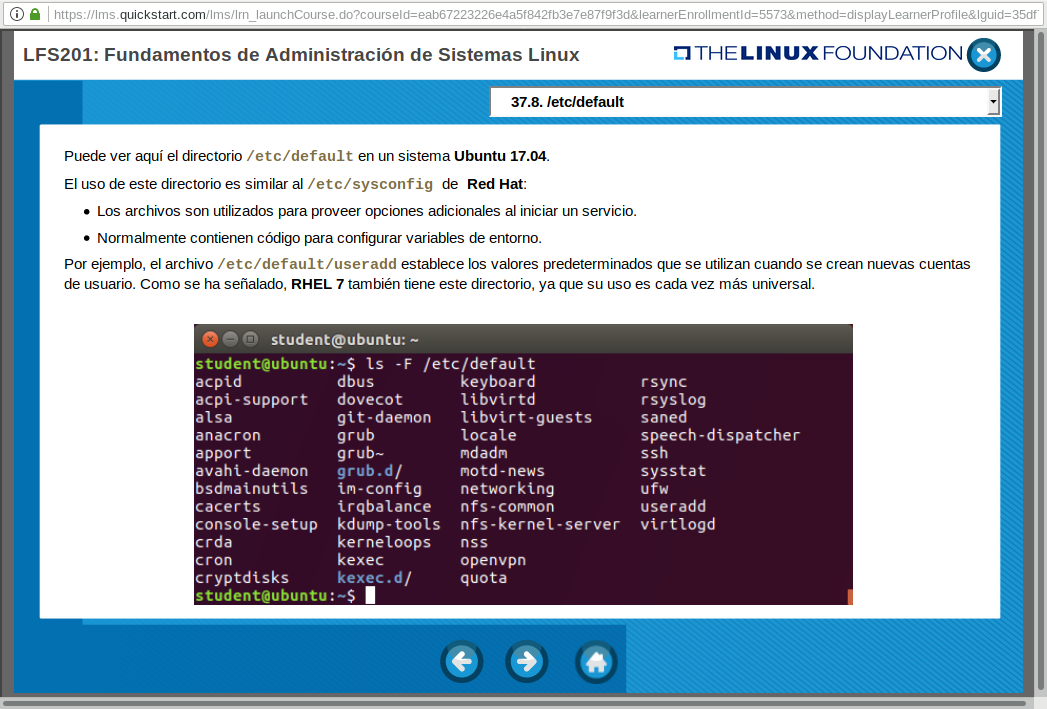 https://lms.quickstart.com/lms/lrn_launchCourse.do?courseId=eab67223226e4a5f842fb3e7e87f9f3d&learnerEnrollmentId=5573&method=displayLearnerProfile&lguid=35df
LFS201: Fundamentos de Administración de Sistemas Linux
THE LINUX FOUNDATION
37.8. /etc/default
Puede ver aquí el directorio /etc/default en un sistema Ubuntu 17.04.
El uso de este directorio es similar al /etc/sysconfig de Red Hat:
• Los archivos son utilizados para proveer opciones adicionales al iniciar un servicio.
• Normalmente contienen código para configurar variables de entorno.
Por ejemplo, el archivo /etc/default/useradd establece los valores predeterminados que se utilizan cuando se crean nuevas cuentas
de usuario. Como se ha señalado, RHEL 7 también tiene este directorio, ya que su uso es cada vez más universal.
student@ubuntu: ~
student@ubuntu:~$ ls -F /etc/default
acpid dbus keyboard rsync
acpi-support dovecot libvirtd rsyslog
alsa git-daemon libvirt-guests saned
anacron grub locale speech-dispatcher
apport grub~ mdadm ssh
avahi-daemon grub.d/ motd-news sysstat
bsdmainutils im-config networking ufw
cacerts irqbalance nfs-common useradd
console-setup kdump-tools nfs-kernel-server virtlogd
crda kerneloops nss
cron kexec openvpn
cryptdisks kexec.d/ quota
student@ubuntu:~$